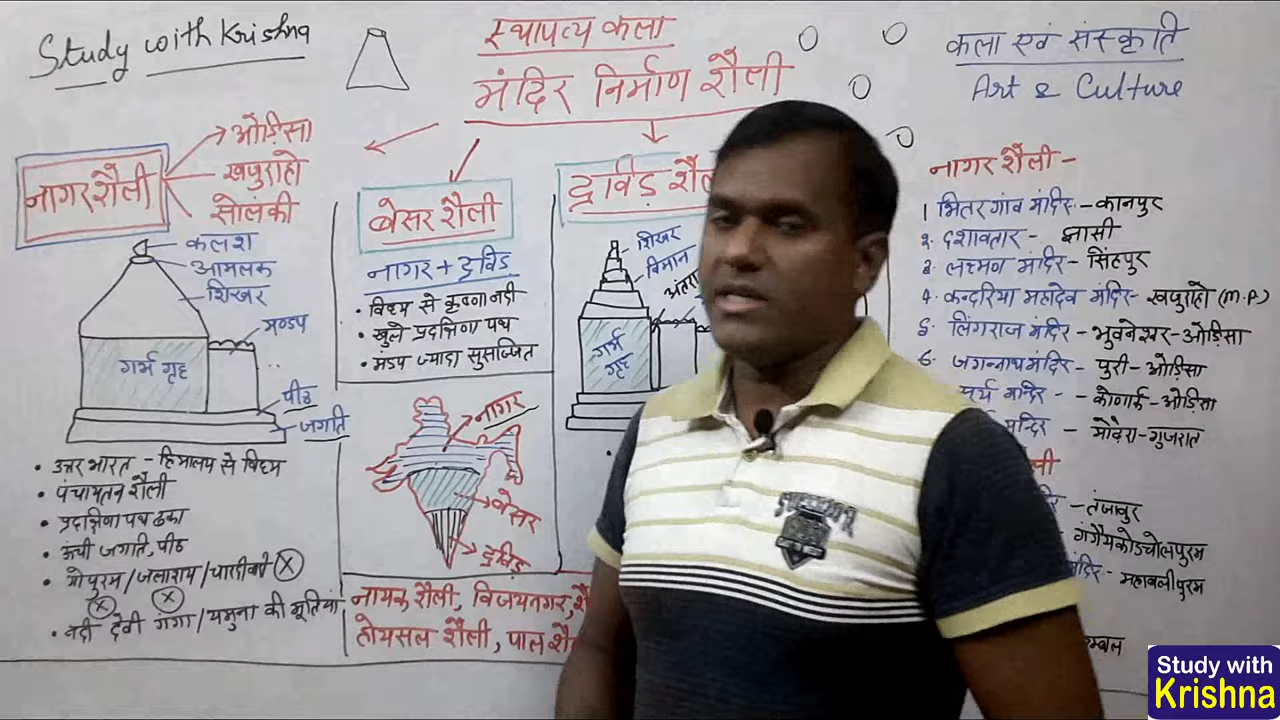 Study with Krishna
स्थापत्य कला
मंदिर निर्माण शैली
कला एवं संस्कृति
Art & Culture
नागर शैली
ओड़िसा
खजुराहो
सोलंकी
कलश
आमलक
शिखर
मण्डप
गर्भ गृह
पीठ
जगति
• उत्तर भारत - हिमालय से विंध्य
• पंचायतन शैली
• प्रदक्षिणा पथ ढका
• ऊंची जगति, पीठ
• गोपुरम / जलाशय / चारदीवारी
• नदी देवी गंगा / यमुना की मूर्तियां
बेसर शैली
नागर + द्रविड
• विंध्य से कृष्णा नदी
• खुले प्रदक्षिणा पथ
• मंडप ज्यादा सुसज्जित
नागर
वेसर
द्रविड़
द्रविड़ शै
शिखर
विमान
अंतरा
गर्भ गृह
नायक शैली, विजयनगर, शै
होयसल शैली, पाल शै
नागर शैली -
1 भितरगांव मंदिर - कानपुर
2. दशावतार - झासी
3. लक्ष्मण मंदिर - सिंहपुर
4. कन्दरिया महादेव मंदिर - खजुराहो (M.P.)
5. लिंगराज मंदिर - भुवनेश्वर - ओडिसा
6. जगन्नाथ मंदिर - पुरी - ओड़िसा
सूर्य मंदिर - कोणार्क - ओडिसा
मन्दिर - मोढ़ेरा - गुजरात
ली
र - तंजावुर
गंगैयकोंडचोलपुरम
मंदिर - महाबलीपुरम
Study with
Krishna